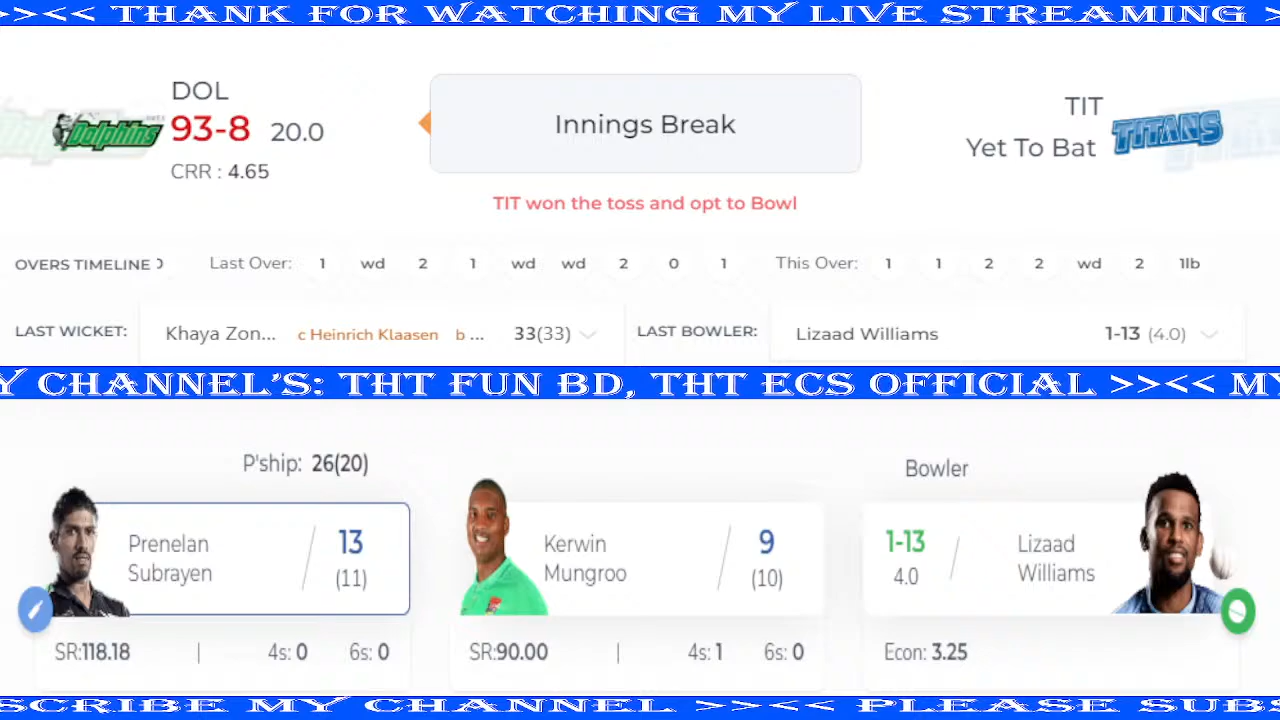 >> THANK FOR WATCHING MY LIVE STREAMING >
DOL
93-8 20.0
CRR : 4.65
Dolphins
Innings Break
TIT
Yet To Bat
TITANS
TIT won the toss and opt to Bowl
OVERS TIMELINE
Last Over: 1 wd 2 1 wd wd 2 0 1
This Over: 1 1 2 2 wd 2 1lb
LAST WICKET: Khaya Zon... c Heinrich Klaasen b ... 33(33)
LAST BOWLER: Lizaad Williams 1-13 (4.0)
Y CHANNEL'S: THT FUN BD, THT ECS OFFICIAL >><< MY
P'ship: 26(20)
Bowler
Prenelan Subrayen
13
(11)
SR:118.18 | 4s: 0 6s: 0
Kerwin Mungroo
9
(10)
SR:90.00 | 4s: 1 6s: 0
1-13
4.0
Lizaad Williams
Econ: 3.25
SCRIBE MY CHANNEL >><< PLEASE SUBS